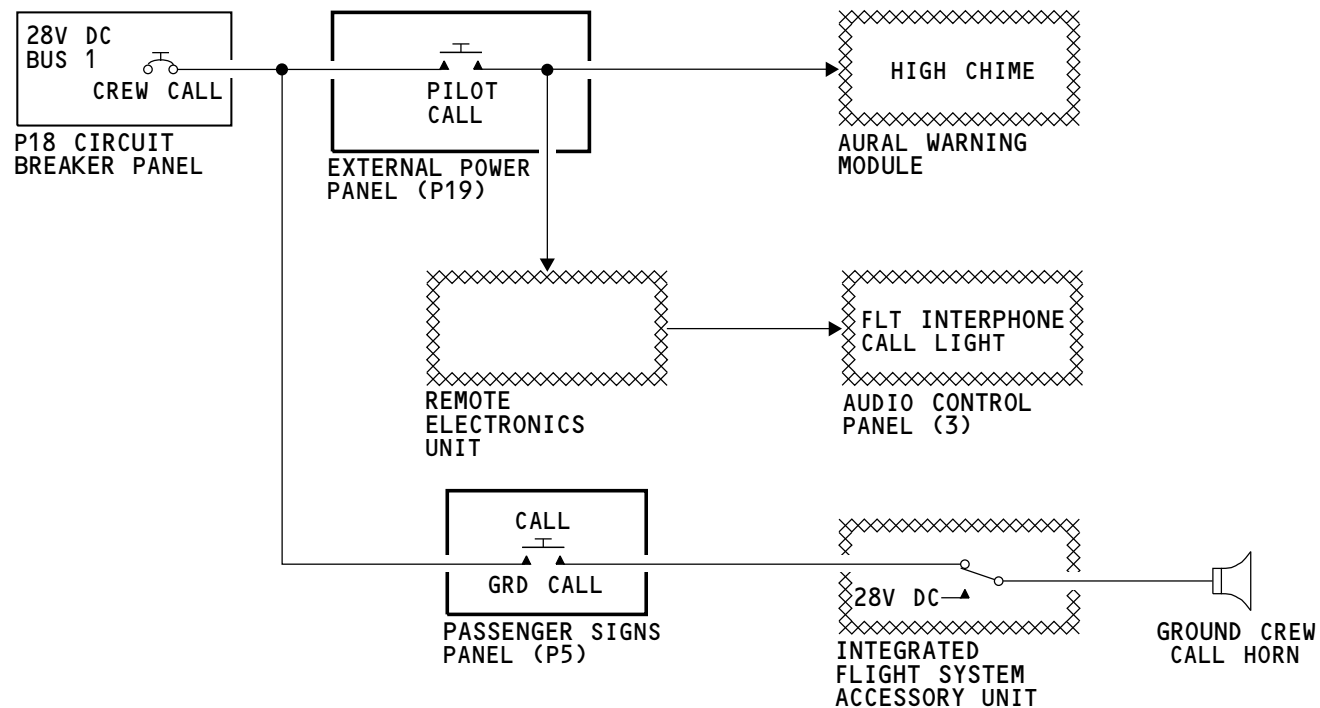 28V DC
BUS 1
CREW CALL
P18 CIRCUIT
BREAKER PANEL
PILOT
CALL
EXTERNAL POWER
PANEL (P19)
HIGH CHIME
AURAL WARNING
MODULE
REMOTE
ELECTRONICS
UNIT
FLT INTERPHONE
CALL LIGHT
AUDIO CONTROL
PANEL (3)
CALL
GRD CALL
PASSENGER SIGNS
PANEL (P5)
28V DC
INTEGRATED
FLIGHT SYSTEM
ACCESSORY UNIT
GROUND CREW
CALL HORN